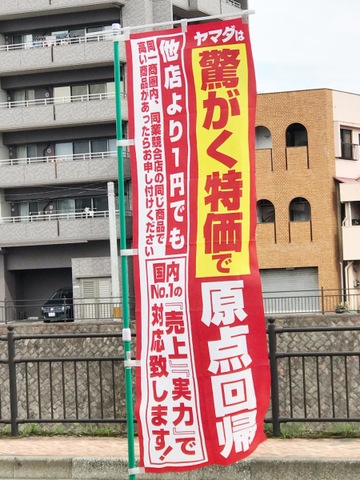 ヤマダは
驚がく特価で
原点回帰
他店より1円でも
同一商圏内、同業競合店の同じ商品で
高い商品があったらお申し付けください
国内
No.1の
『売上』『実力』で
対応致します!